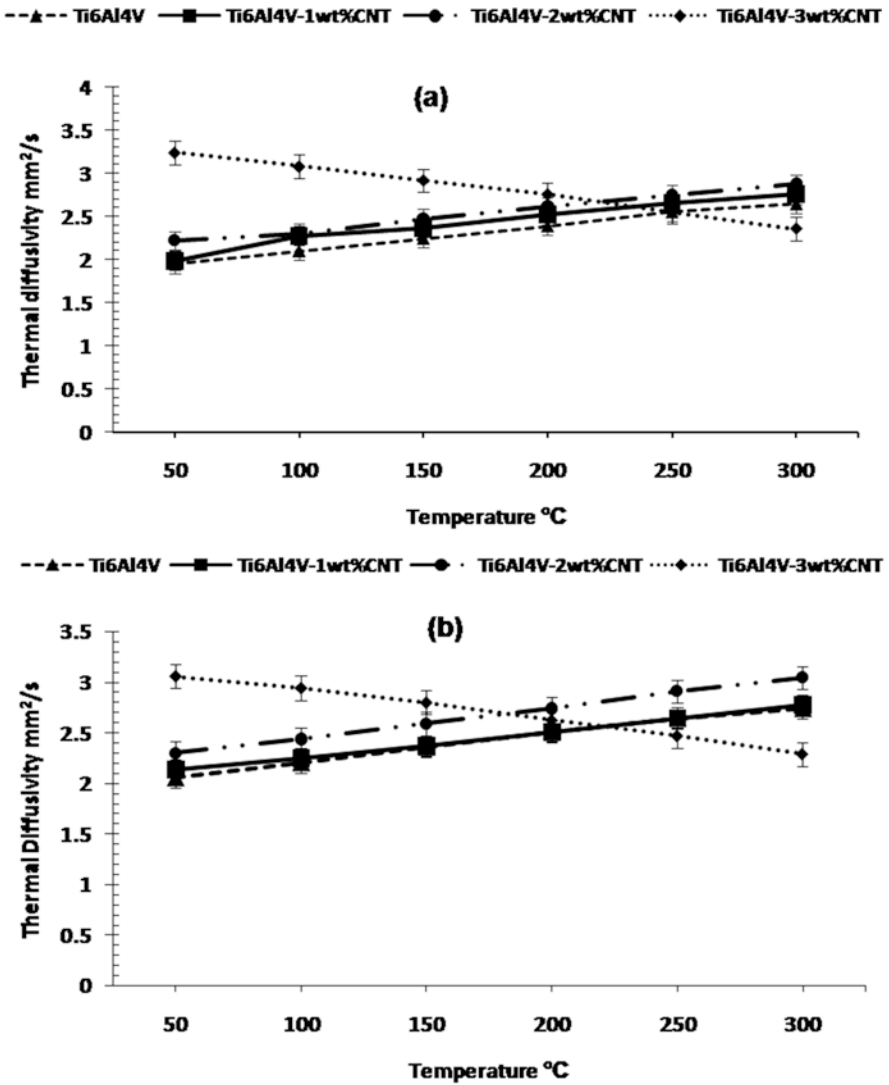 Ti6Al4V Ti6Al4V-1wt%CNT Ti6Al4V-2wt%CNT Ti6Al4V-3wt%CNT
(a)
Thermal diffusivity mm²/s
4
3.5
3
2.5
2
1.5
1
0.5
0
50 100 150 200 250 300
Temperature °C
Ti6Al4V Ti6Al4V-1wt%CNT Ti6Al4V-2wt%CNT Ti6Al4V-3wt%CNT
(b)
Thermal Diffusivity mm²/s
3.5
3
2.5
2
1.5
1
0.5
0
50 100 150 200 250 300
Temperature °C